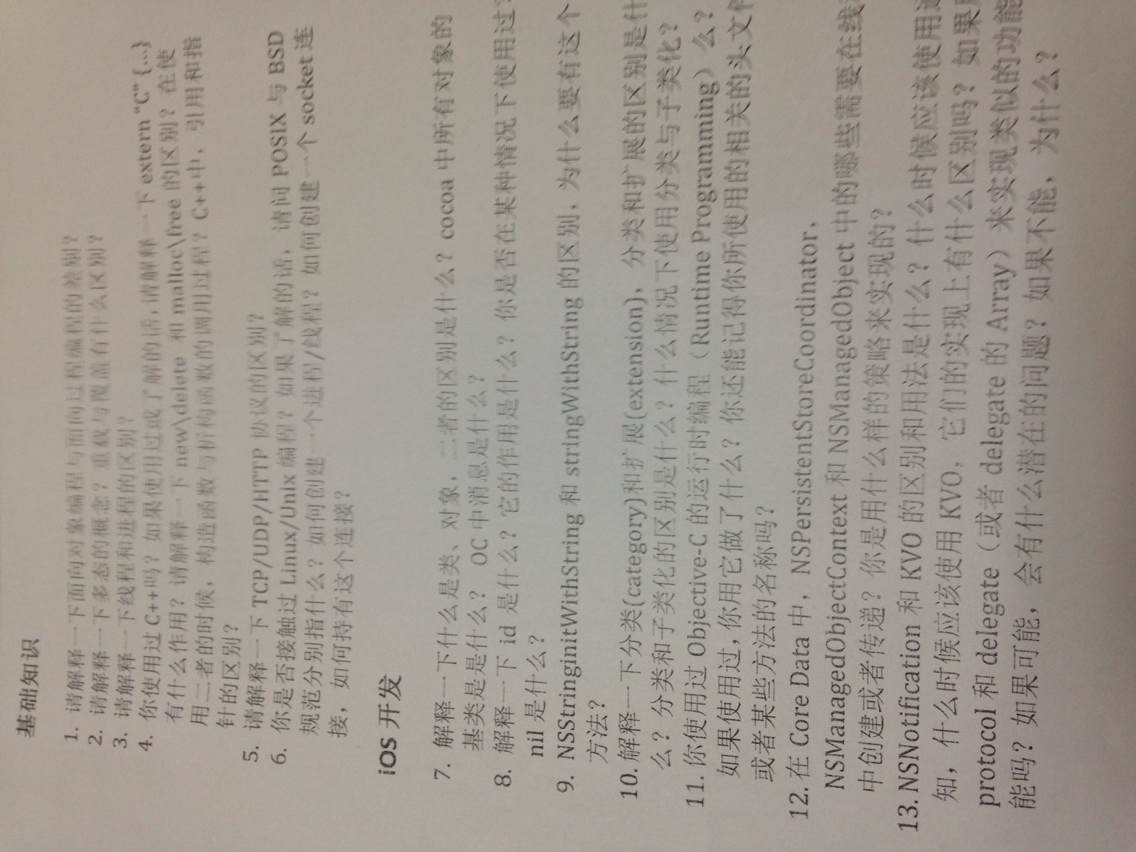 基础知识
1. 请解释一下面向对象编程与面向过程编程的差别？
2. 请解释一下多态的概念？重载与覆盖有什么区别？
3. 请解释一下线程和进程的区别？
4. 你使用过 C++吗？如果使用过或了解的话,请解释一下 extern “C” {...}
有什么作用？请解释一下 new\delete 和 malloc\free 的区别？在使
用二者的时候，构造函数与析构函数的调用过程？C++中，引用和指
针的区别？
5. 请解释一下 TCP/UDP/HTTP 协议的区别？
6. 你是否接触过 Linux/Unix 编程？如果了解的话，请问 POSIX 与 BSD
规范分别指什么？如何创建一个进程/线程？如何创建一个 socket 连
接，如何持有这个连接？
iOS 开发
7. 解释一下什么是类、对象，二者的区别是什么？cocoa 中所有对象的
基类是是什么？ OC 中消息是什么？
8. 解释一下 id 是什么？它的作用是什么？你是否在某种情况下使用过？
nil 是什么？
9. NSStringinitWithString 和 stringWithString 的区别，为什么要有这个
方法？
10. 解释一下分类(category)和扩展(extension)，分类和扩展的区别是什
么？分类和子类化的区别是什么？什么情况下使用分类与子类化？
11. 你使用过 Objective-C 的运行时编程（Runtime Programming）么？
如果使用过，你用它做了什么？你还能记得你所使用的相关的头文件
或者某些方法的名称吗？
12. 在 Core Data 中，NSPersistentStoreCoordinator，
NSManagedObjectContext 和 NSManagedObject 中的哪些需要在线
中创建或者传递？你是用什么样的策略来实现的？
13. NSNotification 和 KVO 的区别和用法是什么？什么时候应该使用通
知，什么时候应该使用 KVO，它们的实现上有什么区别吗？如果用
protocol 和 delegate（或者 delegate 的 Array）来实现类似的功能
能吗？如果可能，会有什么潜在的问题？如果不能，为什么？